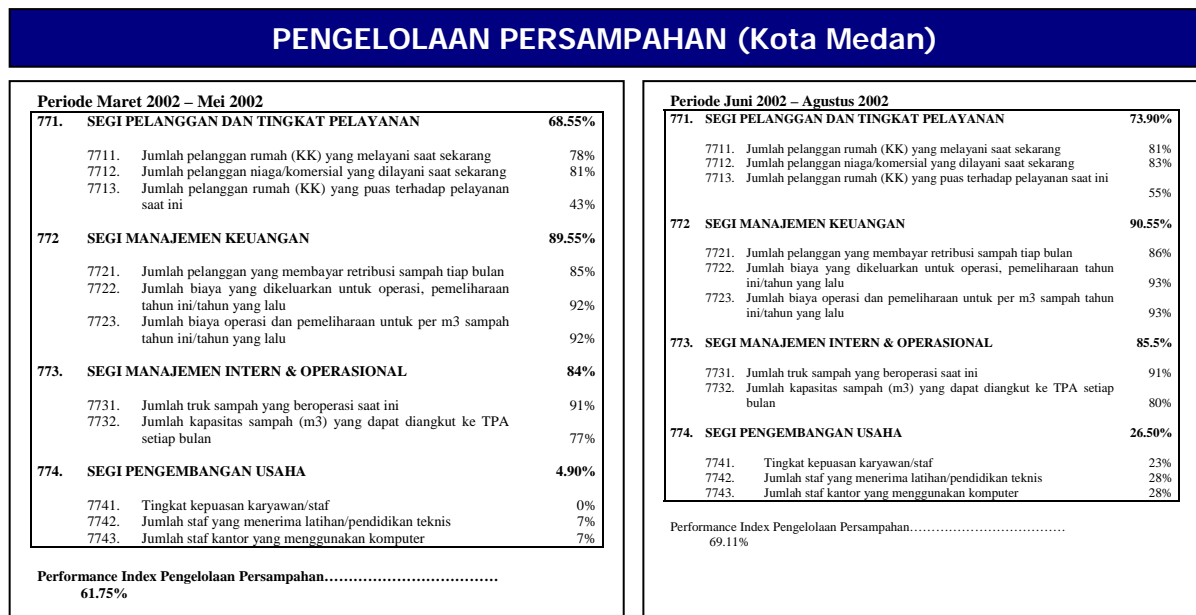 PENGELOLAAN PERSAMPAHAN (Kota Medan)
Periode Maret 2002 – Mei 2002
771. SEGI PELANGGAN DAN TINGKAT PELAYANAN 68.55%
7711. Jumlah pelanggan rumah (KK) yang melayani saat sekarang 78%
7712. Jumlah pelanggan niaga/komersial yang dilayani saat sekarang 81%
7713. Jumlah pelanggan rumah (KK) yang puas terhadap pelayanan
saat ini 43%
772 SEGI MANAJEMEN KEUANGAN 89.55%
7721. Jumlah pelanggan yang membayar retribusi sampah tiap bulan 85%
7722. Jumlah biaya yang dikeluarkan untuk operasi, pemeliharaan
tahun ini/tahun yang lalu 92%
7723. Jumlah biaya operasi dan pemeliharaan untuk per m3 sampah
tahun ini/tahun yang lalu 92%
773. SEGI MANAJEMEN INTERN & OPERASIONAL 84%
7731. Jumlah truk sampah yang beroperasi saat ini 91%
7732. Jumlah kapasitas sampah (m3) yang dapat diangkut ke TPA
setiap bulan 77%
774. SEGI PENGEMBANGAN USAHA 4.90%
7741. Tingkat kepuasan karyawan/staf 0%
7742. Jumlah staf yang menerima latihan/pendidikan teknis 7%
7743. Jumlah staf kantor yang menggunakan komputer 7%
Performance Index Pengelolaan Persampahan.................................
61.75%
Periode Juni 2002 – Agustus 2002
771. SEGI PELANGGAN DAN TINGKAT PELAYANAN 73.90%
7711. Jumlah pelanggan rumah (KK) yang melayani saat sekarang 81%
7712. Jumlah pelanggan niaga/komersial yang dilayani saat sekarang 83%
7713. Jumlah pelanggan rumah (KK) yang puas terhadap pelayanan saat ini
55%
772 SEGI MANAJEMEN KEUANGAN 90.55%
7721. Jumlah pelanggan yang membayar retribusi sampah tiap bulan 86%
7722. Jumlah biaya yang dikeluarkan untuk operasi, pemeliharaan tahun
ini/tahun yang lalu 93%
7723. Jumlah biaya operasi dan pemeliharaan untuk per m3 sampah tahun
ini/tahun yang lalu 93%
773. SEGI MANAJEMEN INTERN & OPERASIONAL 85.5%
7731. Jumlah truk sampah yang beroperasi saat ini 91%
7732. Jumlah kapasitas sampah (m3) yang dapat diangkut ke TPA setiap
bulan 80%
774. SEGI PENGEMBANGAN USAHA 26.50%
7741. Tingkat kepuasan karyawan/staf 23%
7742. Jumlah staf yang menerima latihan/pendidikan teknis 28%
7743. Jumlah staf kantor yang menggunakan komputer 28%
Performance Index Pengelolaan Persampahan.................................
69.11%